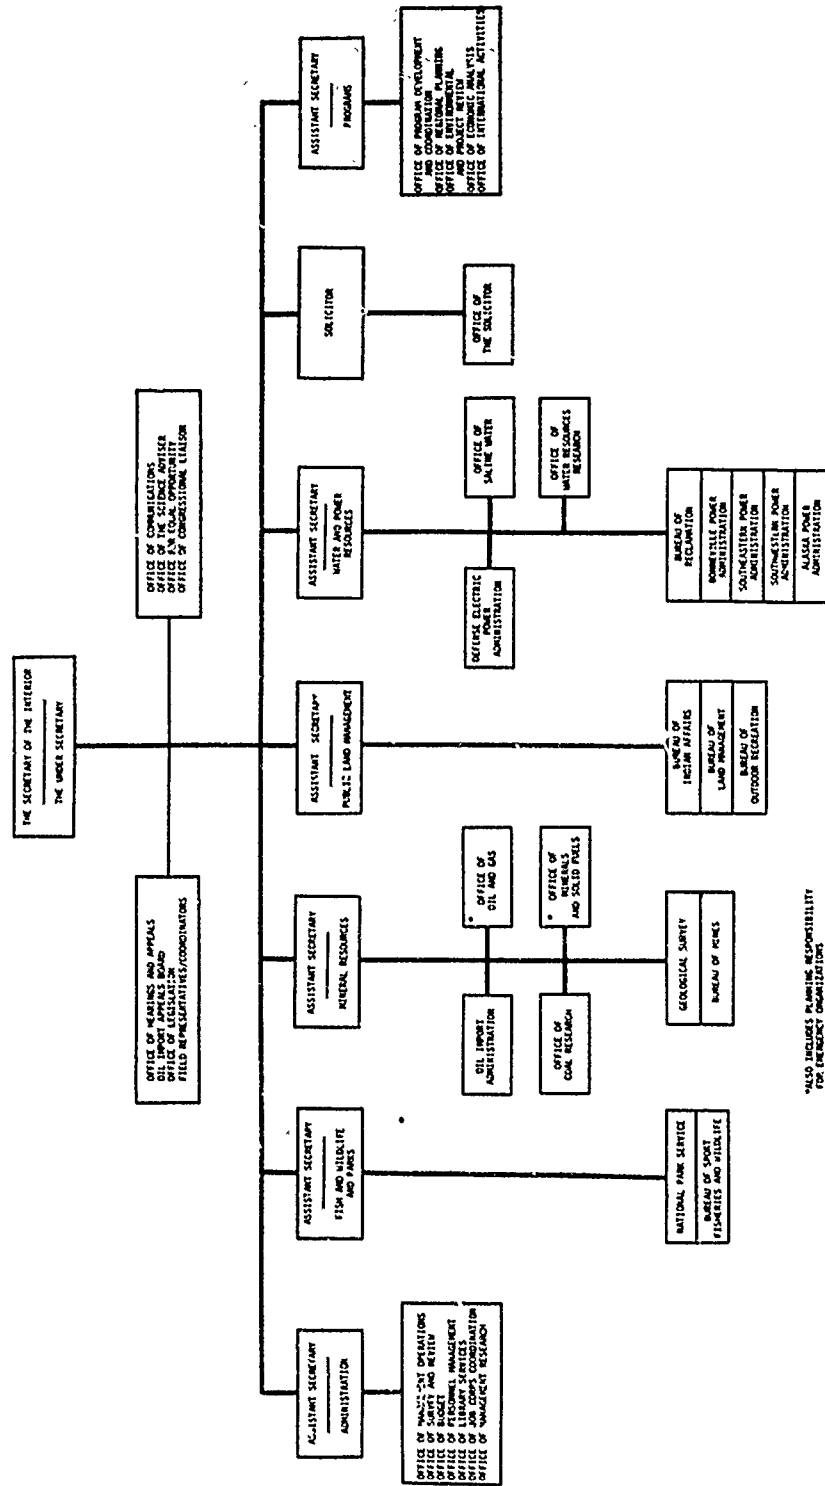 THE SECRETARY OF THE INTERIOR
THE UNDER SECRETARY
OFFICE OF HEARINGS AND APPEALS
OIL IMPORT APPEALS BOARD
OFFICE OF LEGISLATION
FIELD REPRESENTATIVES/COORDINATORS
OFFICE OF COMMUNICATIONS
OFFICE OF THE SCIENCE ADVISER
OFFICE FOR EQUAL OPPORTUNITY
OFFICE OF CONGRESSIONAL LIAISON
ASSISTANT SECRETARY
ADMINISTRATION
ASSISTANT SECRETARY
FISH AND WILDLIFE
AND PARKS
ASSISTANT SECRETARY
MINERAL RESOURCES
ASSISTANT SECRETARY
PUBLIC LAND MANAGEMENT
ASSISTANT SECRETARY
WATER AND POWER
RESOURCES
SOLICITOR
ASSISTANT SECRETARY
PROGRAMS
OFFICE OF MANAGEMENT OPERATIONS
OFFICE OF SURVEY AND REVIEW
OFFICE OF BUDGET
OFFICE OF PERSONNEL MANAGEMENT
OFFICE OF LIBRARY SERVICES
OFFICE OF JOB CORPS COORDINATION
OFFICE OF MANAGEMENT RESEARCH
OFFICE OF PROGRAM DEVELOPMENT
AND COORDINATION
OFFICE OF REGIONAL PLANNING
OFFICE OF ENVIRONMENTAL
AND PROJECT REVIEW
OFFICE OF ECONOMIC ANALYSIS
OFFICE OF INTERNATIONAL ACTIVITIES
OIL IMPORT
ADMINISTRATION
* OFFICE OF
OIL AND GAS
OFFICE OF
COAL RESEARCH
* OFFICE OF
MINERALS
AND SOLID FUELS
DEFENSE ELECTRIC
POWER
ADMINISTRATION
OFFICE OF
SALINE WATER
OFFICE OF
WATER RESOURCES
RESEARCH
OFFICE OF
THE SOLICITOR
NATIONAL PARK SERVICE
BUREAU OF SPORT
FISHERIES AND WILDLIFE
GEOLOGICAL SURVEY
BUREAU OF MINES
BUREAU OF
INDIAN AFFAIRS
BUREAU OF
LAND MANAGEMENT
BUREAU OF
OUTDOOR RECREATION
BUREAU OF
RECLAMATION
BONNEVILLE POWER
ADMINISTRATION
SOUTHEASTERN POWER
ADMINISTRATION
SOUTHWESTERN POWER
ADMINISTRATION
ALASKA POWER
ADMINISTRATION
*ALSO INCLUDES PLANNING RESPONSIBILITY
FOR EMERGENCY ORGANIZATIONS